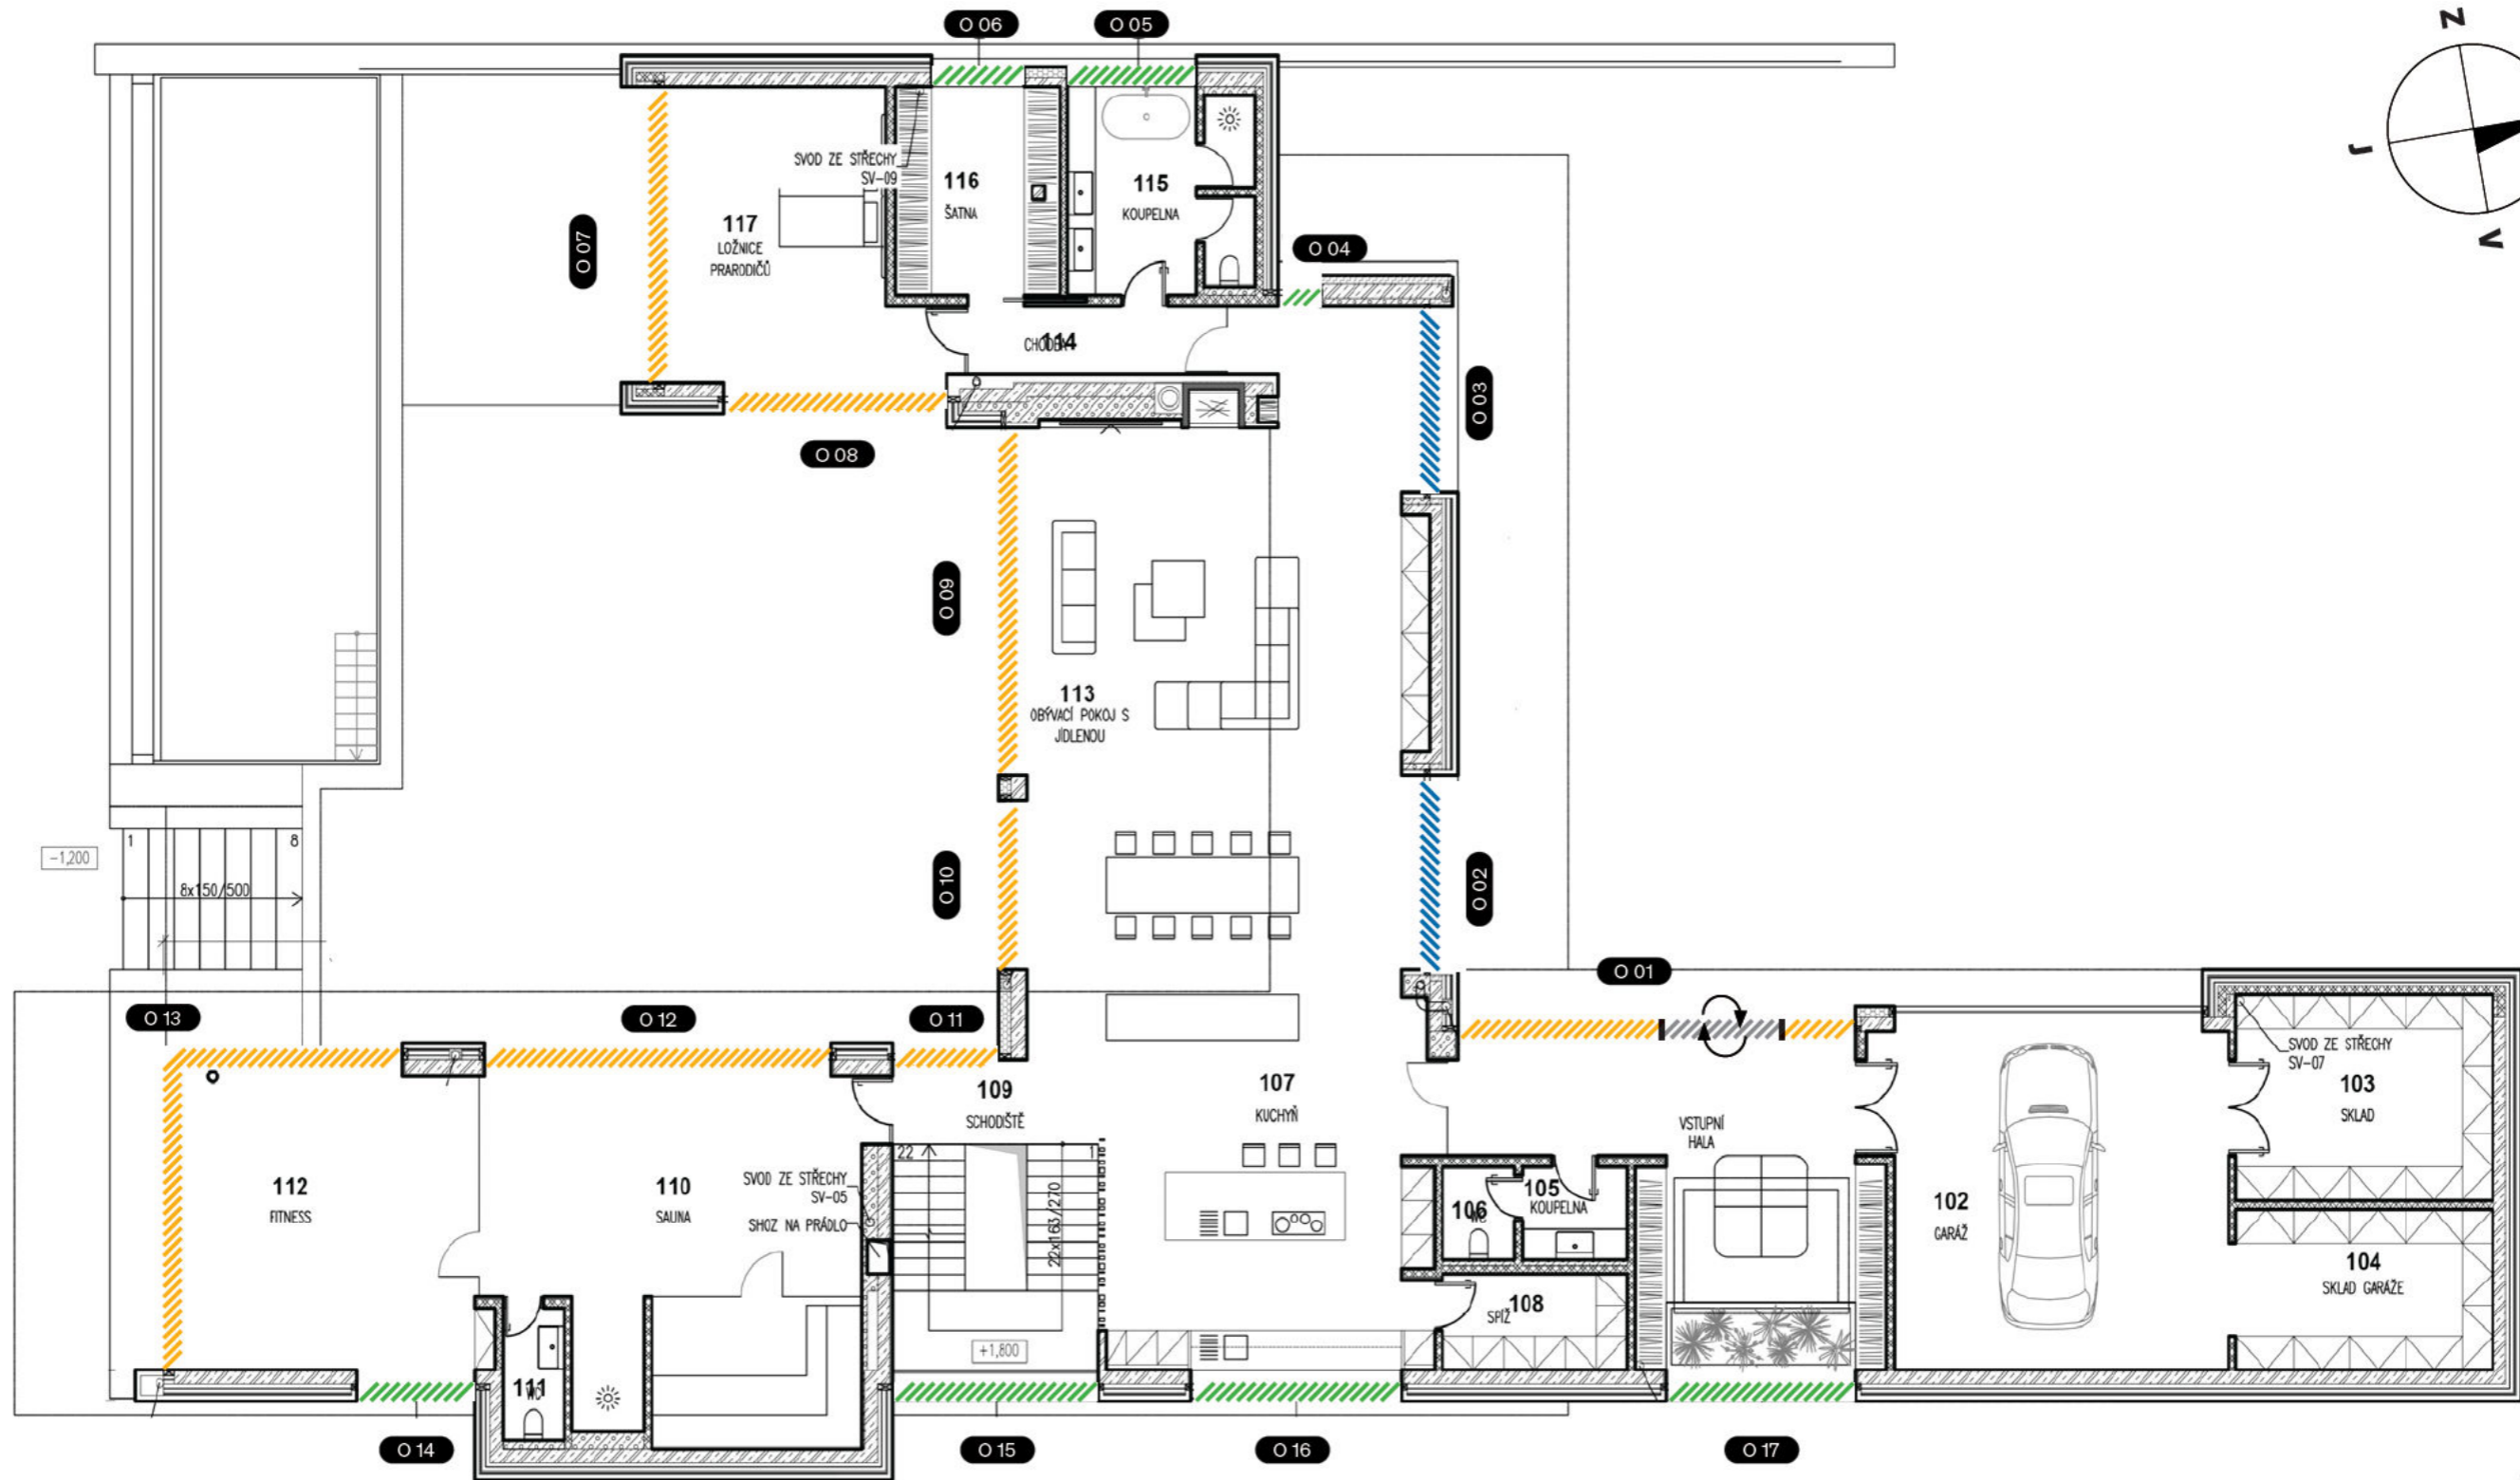 O 06
O 05
Z
J
V
SVOD ZE STŘECHY
SV-09
116
ŠATNA
115
KOUPELNA
117
LOŽNICE
PRARODIČŮ
O 07
O 04
114
CHODBA
O 03
O 08
O 09
113
OBÝVACÍ POKOJ S
JÍDLENOU
-1,200
1
8
8x150/500
O 10
O 02
O 01
O 13
O 12
O 11
SVOD ZE STŘECHY
SV-07
103
SKLAD
109
SCHODIŠTĚ
107
KUCHYŇ
VSTUPNÍ
HALA
22
1
22x163/270
112
FITNESS
110
SAUNA
SVOD ZE STŘECHY
SV-05
SHOZ NA PRÁDLO
106
WC
105
KOUPELNA
102
GARÁŽ
104
SKLAD GARÁŽE
108
SPÍŽ
+1,800
111
WC
O 14
O 15
O 16
O 17